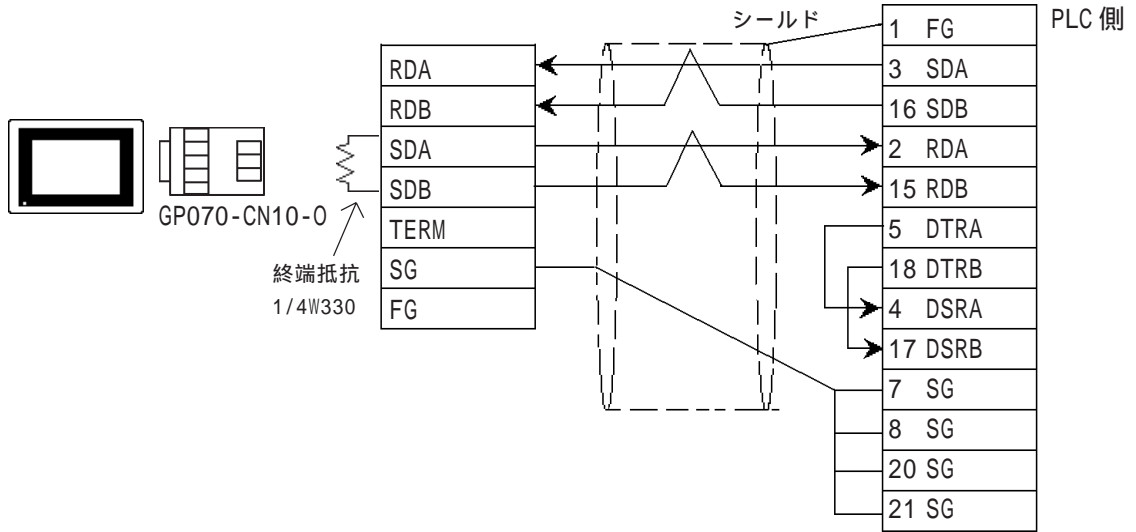 シールド
PLC 側
1 FG
3 SDA
16 SDB
2 RDA
15 RDB
5 DTRA
18 DTRB
4 DSRA
17 DSRB
7 SG
8 SG
20 SG
21 SG
RDA
RDB
SDA
SDB
TERM
SG
FG
GP070-CN10-O
終端抵抗
1/4W330